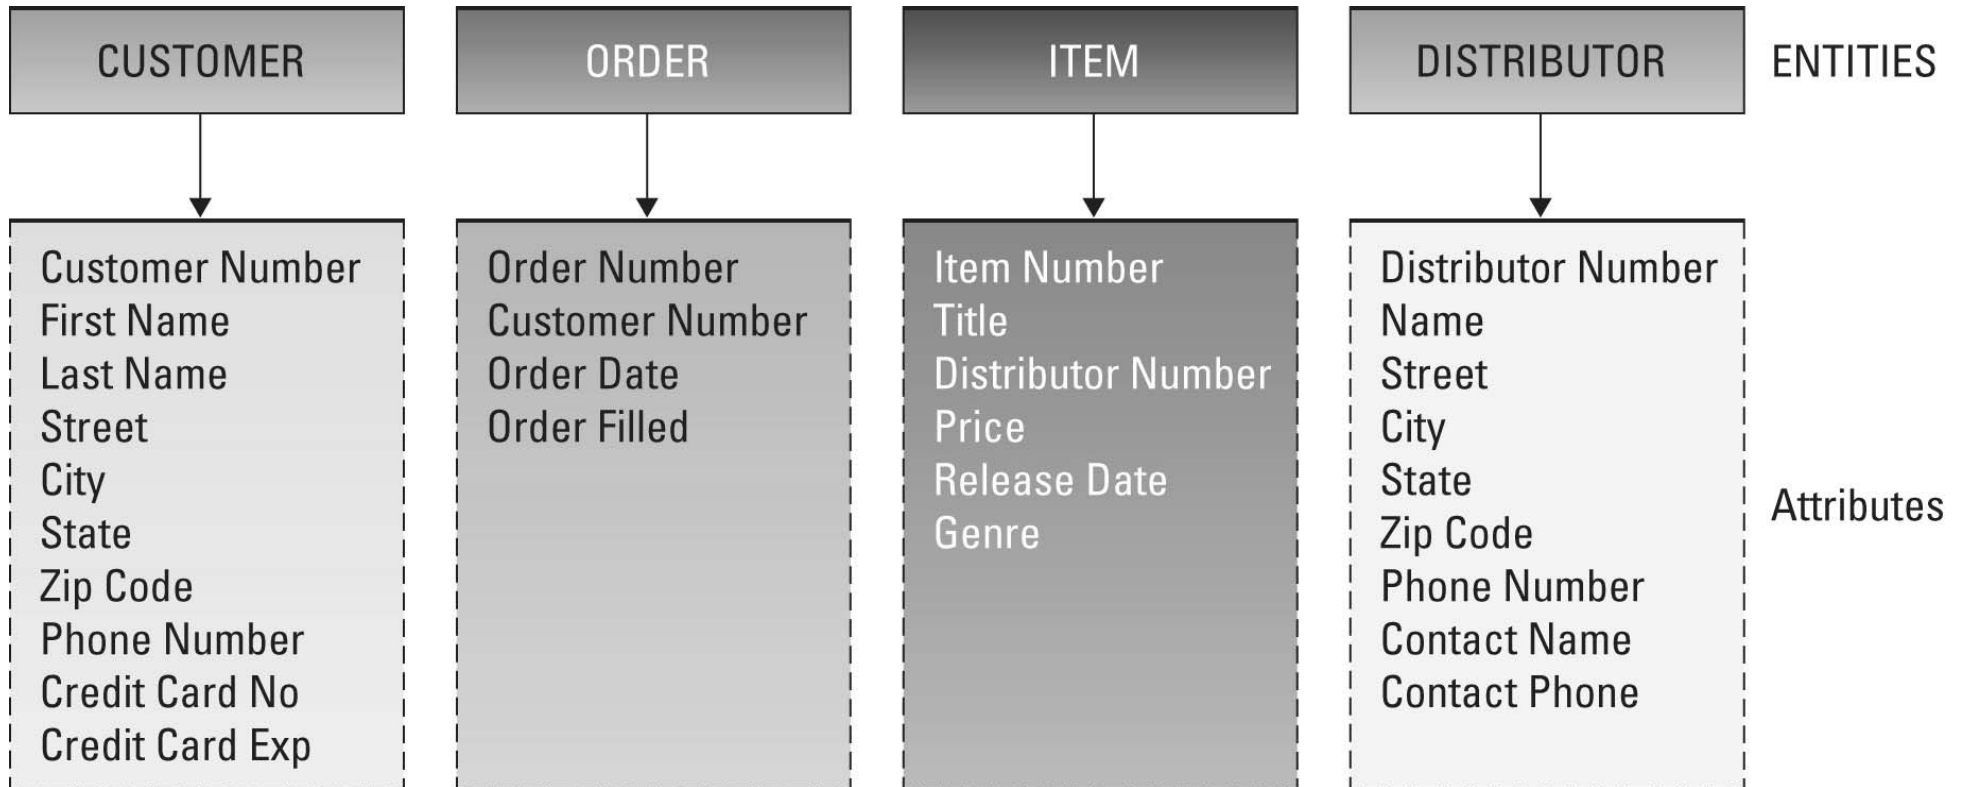 CUSTOMER
ORDER
ITEM
DISTRIBUTOR
ENTITIES
Customer Number
First Name
Last Name
Street
City
State
Zip Code
Phone Number
Credit Card No
Credit Card Exp
Order Number
Customer Number
Order Date
Order Filled
Item Number
Title
Distributor Number
Price
Release Date
Genre
Distributor Number
Name
Street
City
State
Zip Code
Phone Number
Contact Name
Contact Phone
Attributes